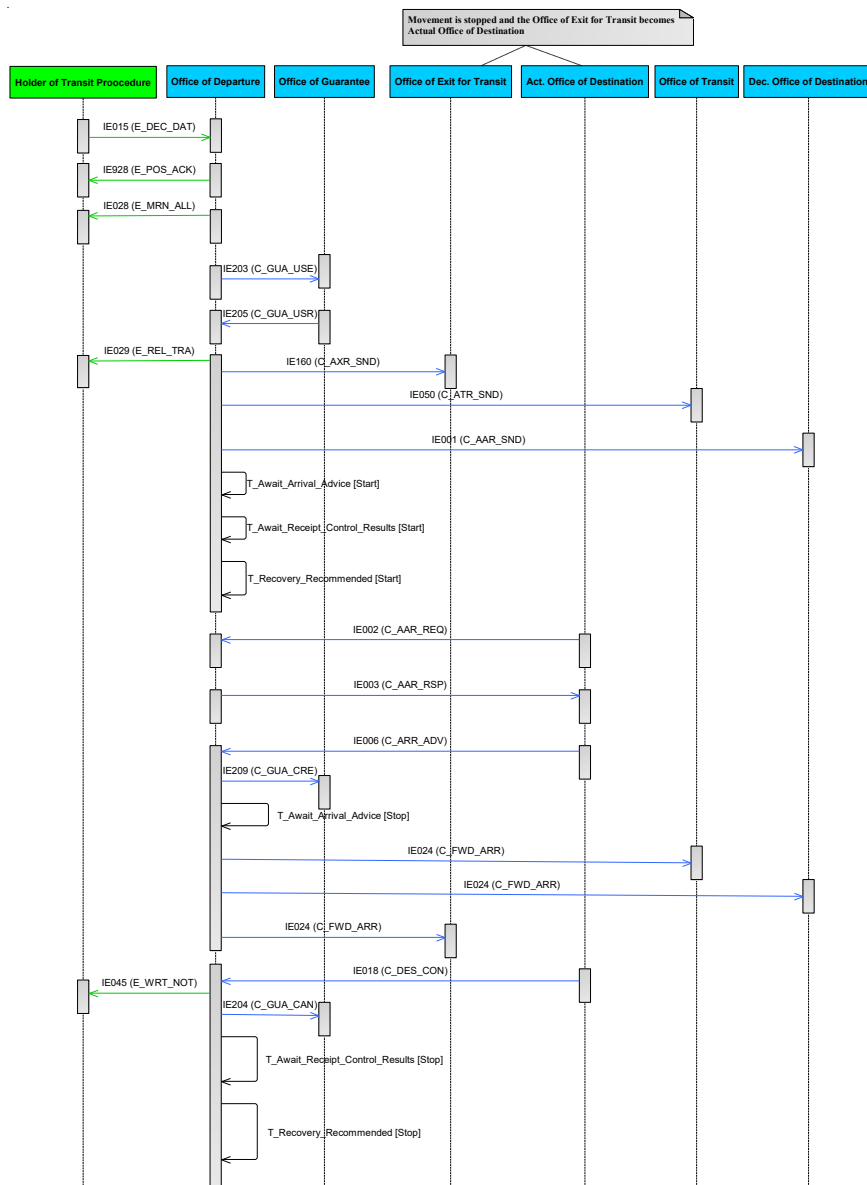 Movement is stopped and the Office of Exit for Transit becomes
Actual Office of Destination
Holder of Transit Proocedure
Office of Departure
Office of Guarantee
Office of Exit for Transit
Act. Office of Destination
Office of Transit
Dec. Office of Destination
IE015 (E_DEC_DAT)
IE928 (E_POS_ACK)
IE028 (E_MRN_ALL)
IE203 (C_GUA_USE)
IE205 (C_GUA_USR)
IE029 (E_REL_TRA)
IE160 (C_AXR_SND)
IE050 (C_ATR_SND)
IE001 (C_AAR_SND)
T_Await_Arrival_Advice [Start]
T_Await_Receipt_Control_Results [Start]
T_Recovery_Recommended [Start]
IE002 (C_AAR_REQ)
IE003 (C_AAR_RSP)
IE006 (C_ARR_ADV)
IE209 (C_GUA_CRE)
T_Await_Arrival_Advice [Stop]
IE024 (C_FWD_ARR)
IE024 (C_FWD_ARR)
IE024 (C_FWD_ARR)
IE018 (C_DES_CON)
IE045 (E_WRT_NOT)
IE204 (C_GUA_CAN)
T_Await_Receipt_Control_Results [Stop]
T_Recovery_Recommended [Stop]